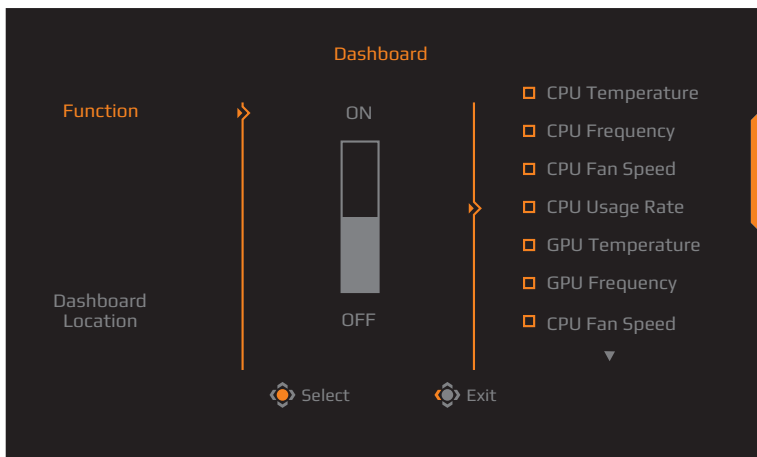 Dashboard
Function
Dashboard
Location
ON
OFF
CPU Temperature
CPU Frequency
CPU Fan Speed
CPU Usage Rate
GPU Temperature
GPU Frequency
CPU Fan Speed
Select
Exit